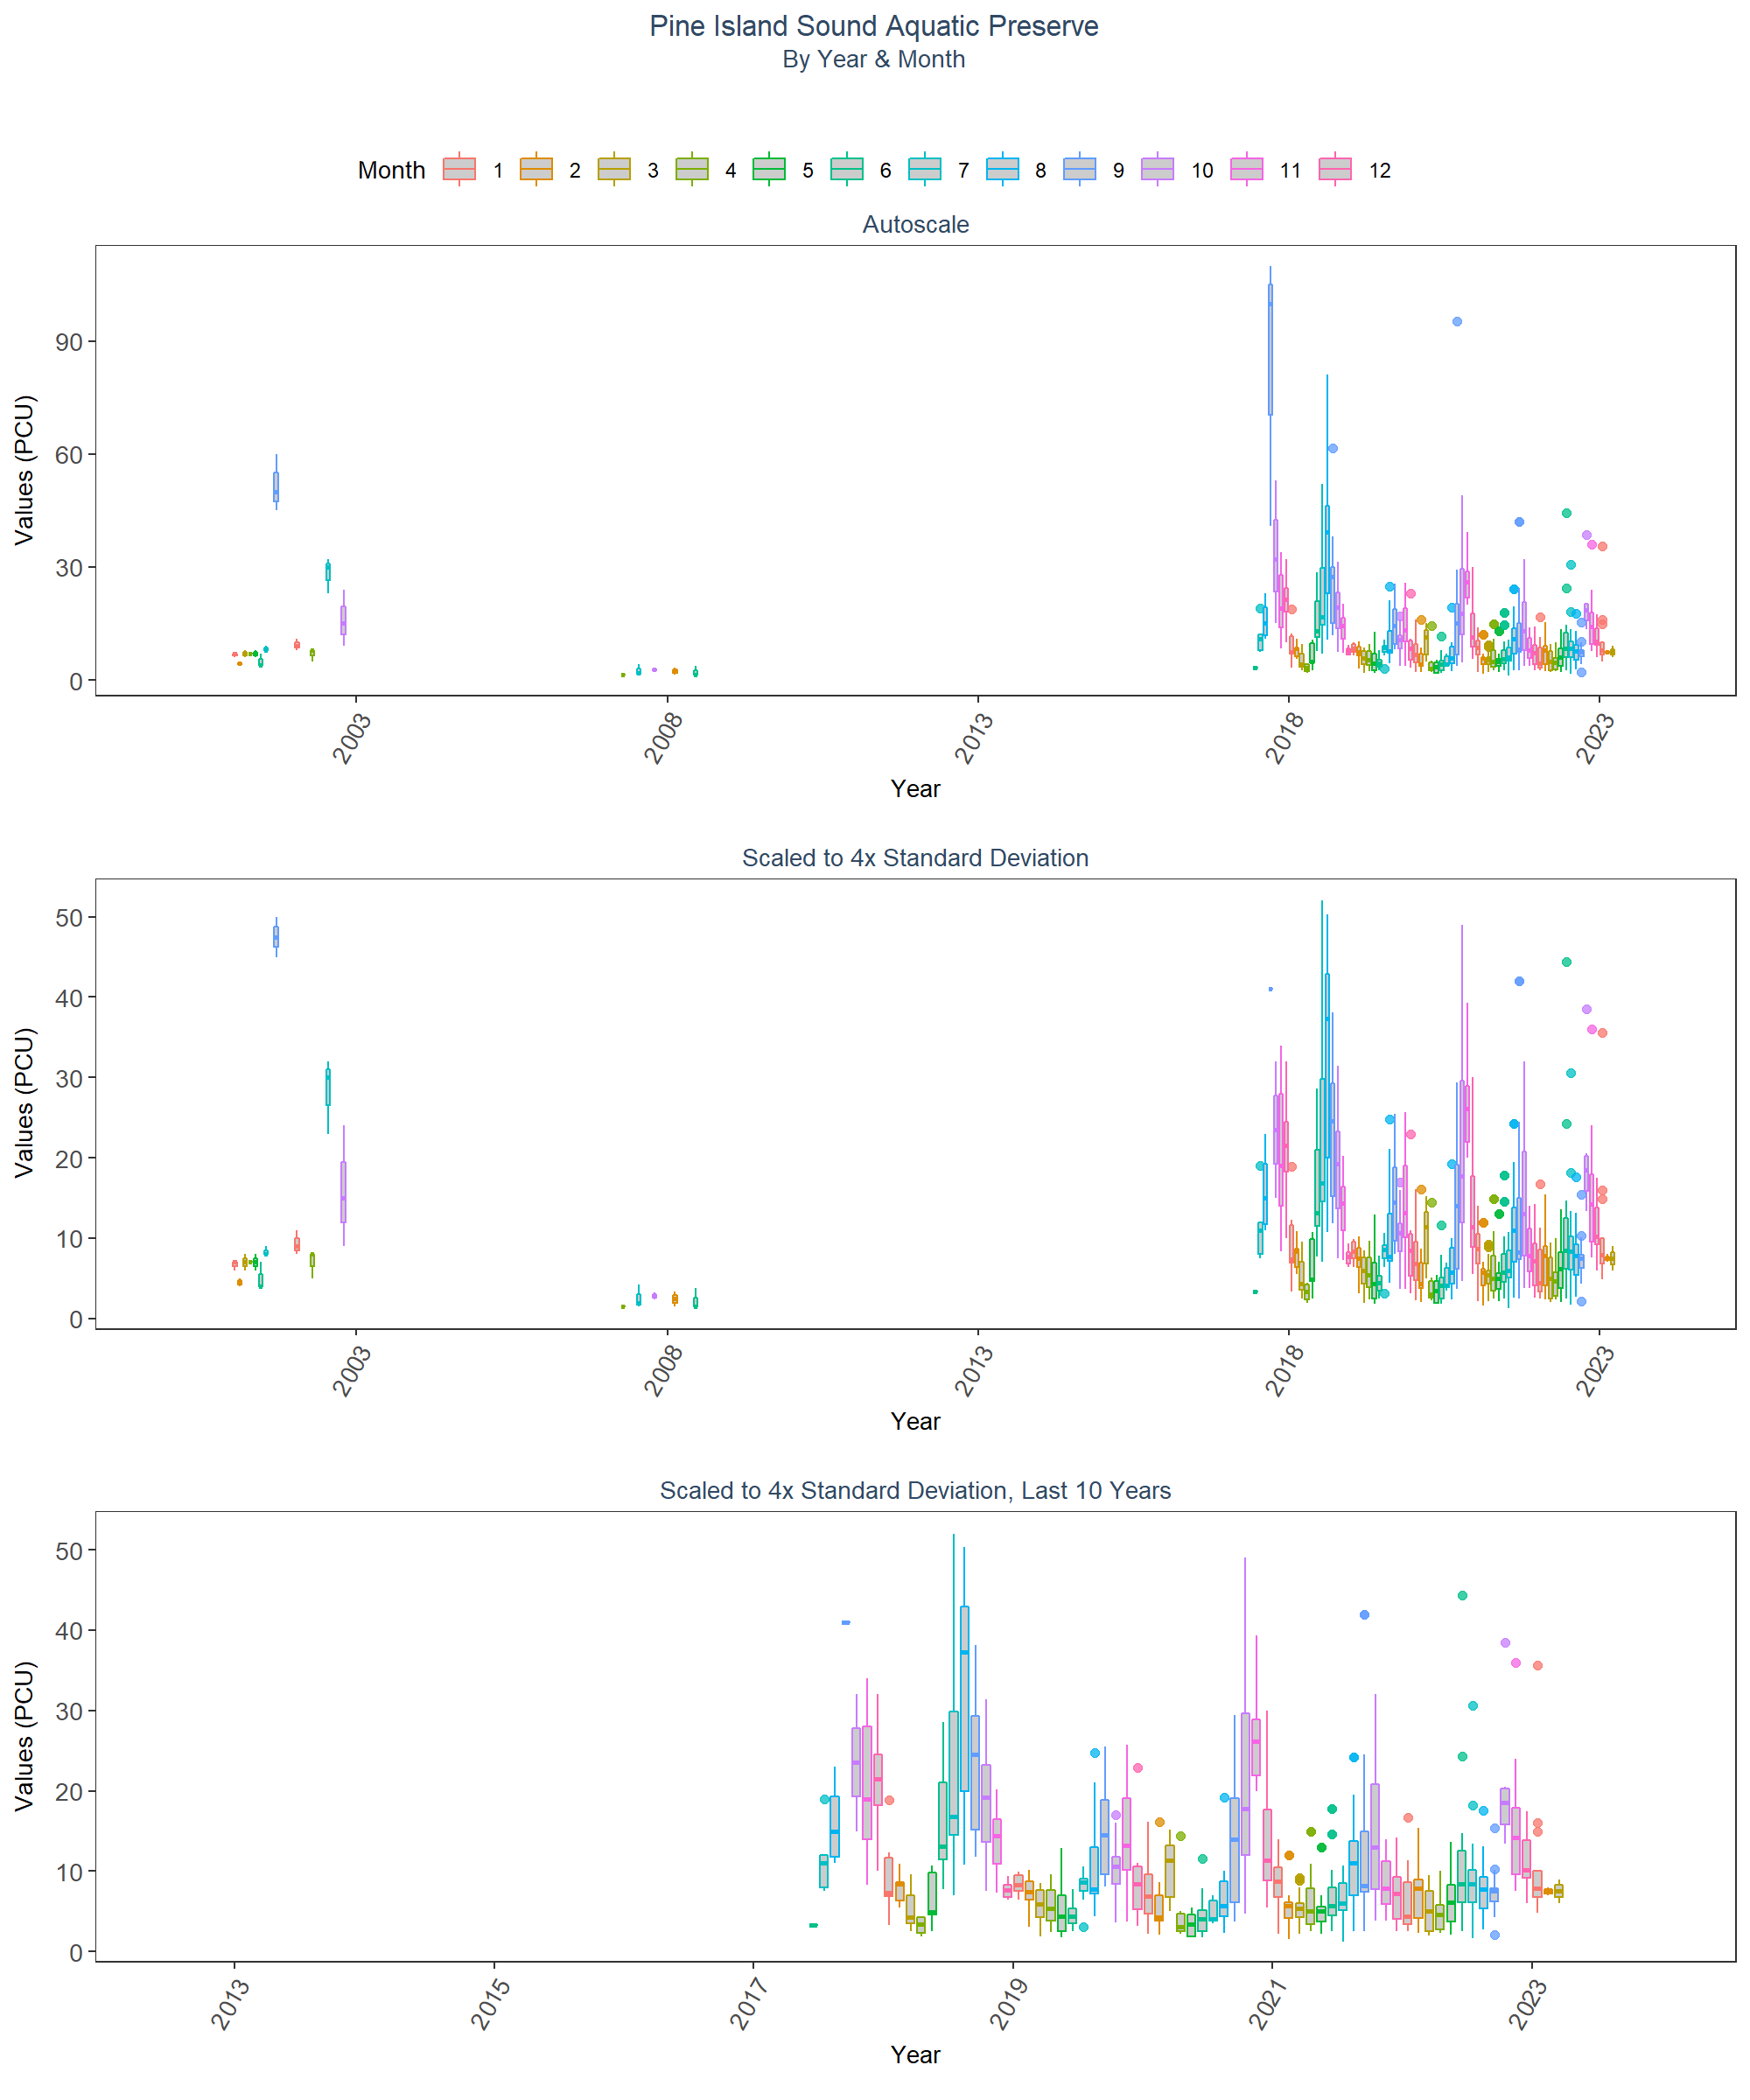 Pine Island Sound Aquatic Preserve
By Year & Month
Month 1 2 3 4 5 6 7 8 9 10 11 12
Autoscale
Values (PCU)
90
60
30
0
2003 2008 2013 2018 2023
Year
Scaled to 4x Standard Deviation
Values (PCU)
50
40
30
20
10
0
2003 2008 2013 2018 2023
Year
Scaled to 4x Standard Deviation, Last 10 Years
Values (PCU)
50
40
30
20
10
0
2013 2015 2017 2019 2021 2023
Year